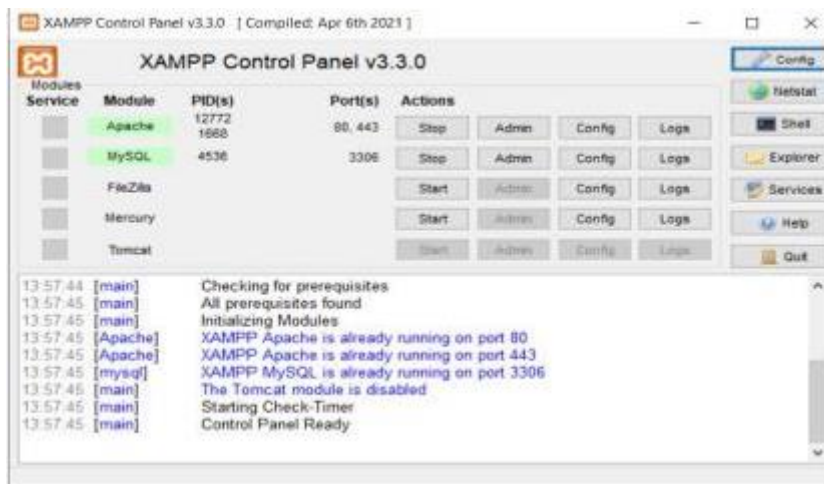 XAMPP Control Panel v3.3.0 [ Compiled: Apr 6th 2021 ]
XAMPP Control Panel v3.3.0
Config
Modules
Service Module PID(s) Port(s) Actions
Netstat
Apache 12772 1668 80, 443 Stop Admin Config Logs
Shell
MySQL 4536 3306 Stop Admin Config Logs
Explorer
FileZilla Start Admin Config Logs
Services
Mercury Start Admin Config Logs
Help
Tomcat Start Admin Config Logs
Quit
13:57:44 [main] Checking for prerequisites
13:57:45 [main] All prerequisites found
13:57:45 [main] Initializing Modules
13:57:45 [Apache] XAMPP Apache is already running on port 80
13:57:45 [Apache] XAMPP Apache is already running on port 443
13:57:45 [mysql] XAMPP MySQL is already running on port 3306
13:57:45 [main] The Tomcat module is disabled
13:57:45 [main] Starting Check-Timer
13:57:45 [main] Control Panel Ready